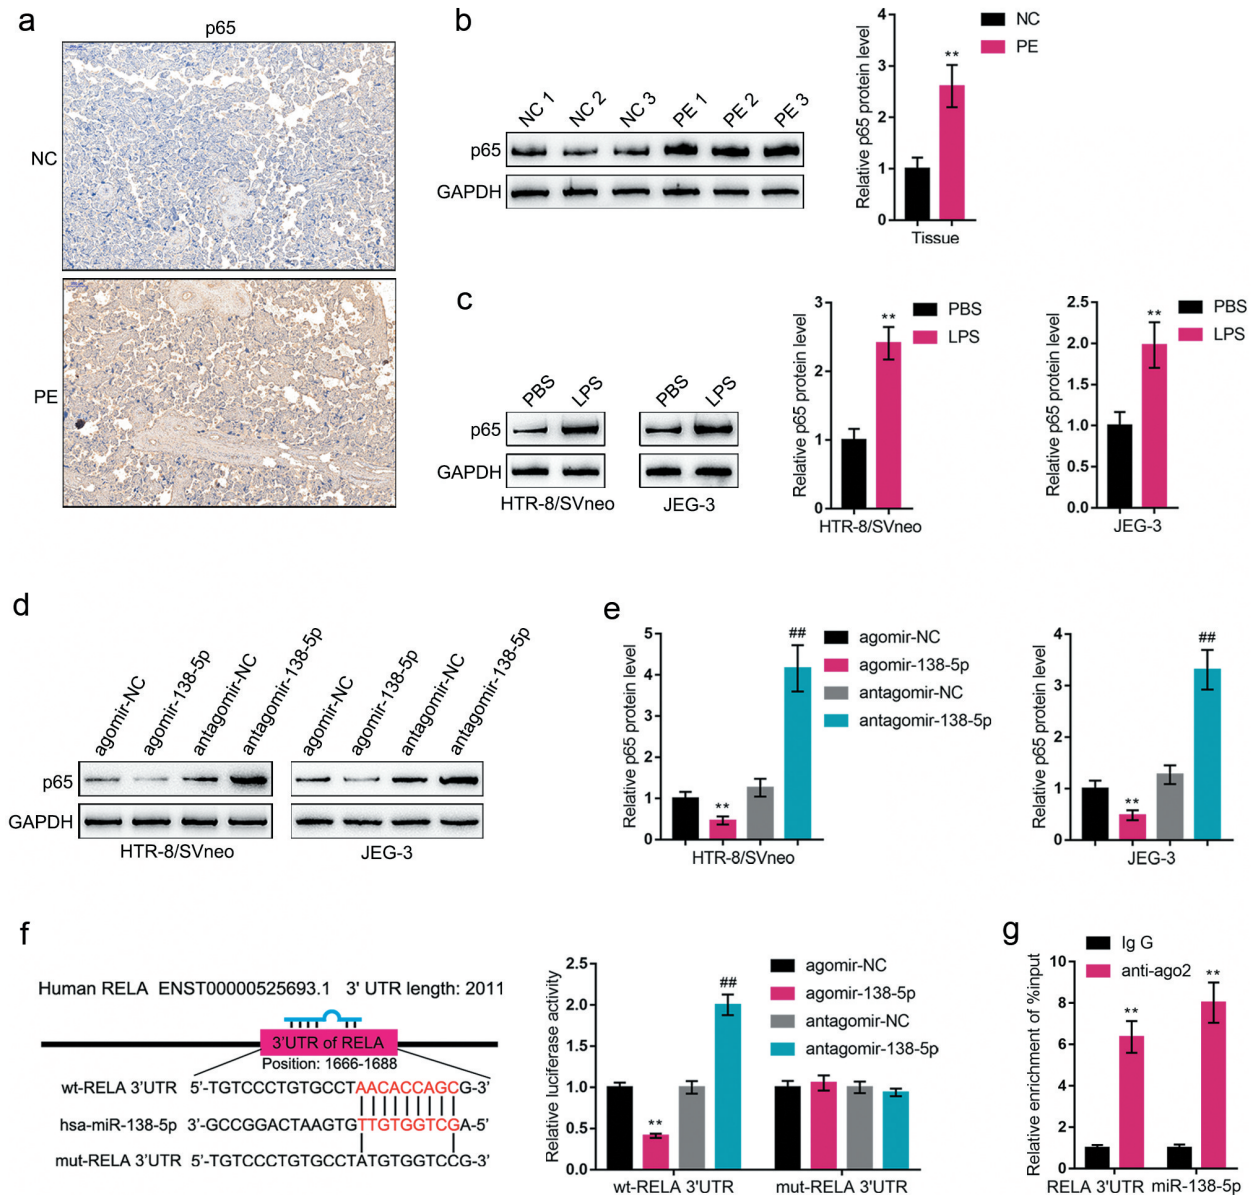 a
p65
NC
PE
b
NC 1 NC 2 NC 3 PE 1 PE 2 PE 3
p65
GAPDH
Relative p65 protein level
4
3
2
1
0
**
Tissue
NC
PE
c
PBS LPS PBS LPS
p65
GAPDH
HTR-8/SVneo JEG-3
Relative p65 protein level
3
2
1
0
**
HTR-8/SVneo
PBS
LPS
Relative p65 protein level
2.5
2.0
1.5
1.0
0.5
0.0
**
JEG-3
PBS
LPS
d
agomir-NC agomir-138-5p antagomir-NC antagomir-138-5p agomir-NC agomir-138-5p antagomir-NC antagomir-138-5p
p65
GAPDH
HTR-8/SVneo JEG-3
e
Relative p65 protein level
5
4
3
2
1
0
**
##
HTR-8/SVneo
agomir-NC
agomir-138-5p
antagomir-NC
antagomir-138-5p
Relative p65 protein level
4
3
2
1
0
**
##
JEG-3
f
Human RELA ENST00000525693.1 3' UTR length: 2011
3'UTR of RELA
Position: 1666-1688
wt-RELA 3'UTR 5'-TGTCCCTGTGCCTAACACCAGCG-3'
hsa-miR-138-5p 3'-GCCGGACTAAGTGTTGTGGTCGA-5'
mut-RELA 3'UTR 5'-TGTCCCTGTGCCTATGTGGTCCG-3'
Relative luciferase activity
2.5
2.0
1.5
1.0
0.5
0.0
**
##
wt-RELA 3'UTR mut-RELA 3'UTR
agomir-NC
agomir-138-5p
antagomir-NC
antagomir-138-5p
g
Ig G
anti-ago2
Relative enrichment of %input
10
8
6
4
2
0
**
**
RELA 3'UTR miR-138-5p